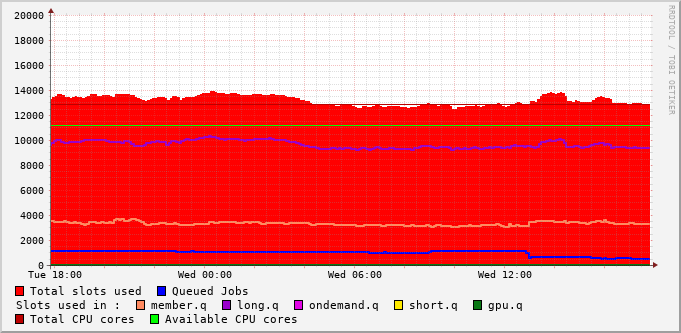 RRDTOOL / TOBI OETIKER
20000
18000
16000
14000
12000
10000
8000
6000
4000
2000
0
Tue 18:00 Wed 00:00 Wed 06:00 Wed 12:00
Total slots used Queued Jobs
Slots used in : member.q long.q ondemand.q short.q gpu.q
Total CPU cores Available CPU cores